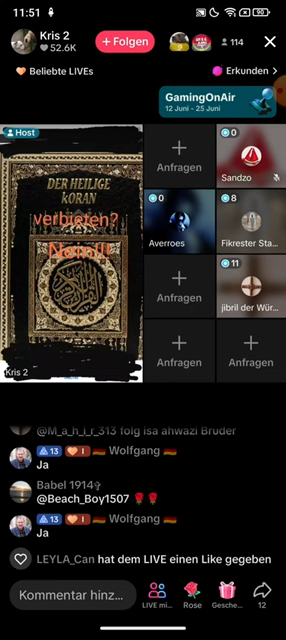 11:51
90
Kris 2
52.6K
+ Folgen
114
Beliebte LIVEs
Erkunden >
GamingOnAir
12 Juni - 25 Juni
Host
DER HEILIGE
KORAN
verbieten?
Nein!!!
Kris 2
Anfragen
0
Sandzo
0
Averroes
8
Fikrester Sta...
Anfragen
11
jibril der Wür...
Anfragen
Anfragen
@M_a_h_i_r_313 folg isa ahwazi Bruder
13
I
Wolfgang
Ja
Babel 1914
@Beach_Boy1507
13
I
Wolfgang
Ja
LEYLA_Can hat dem LIVE einen Like gegeben
Kommentar hinz...
LIVE mi...
Rose
Gesche...
12